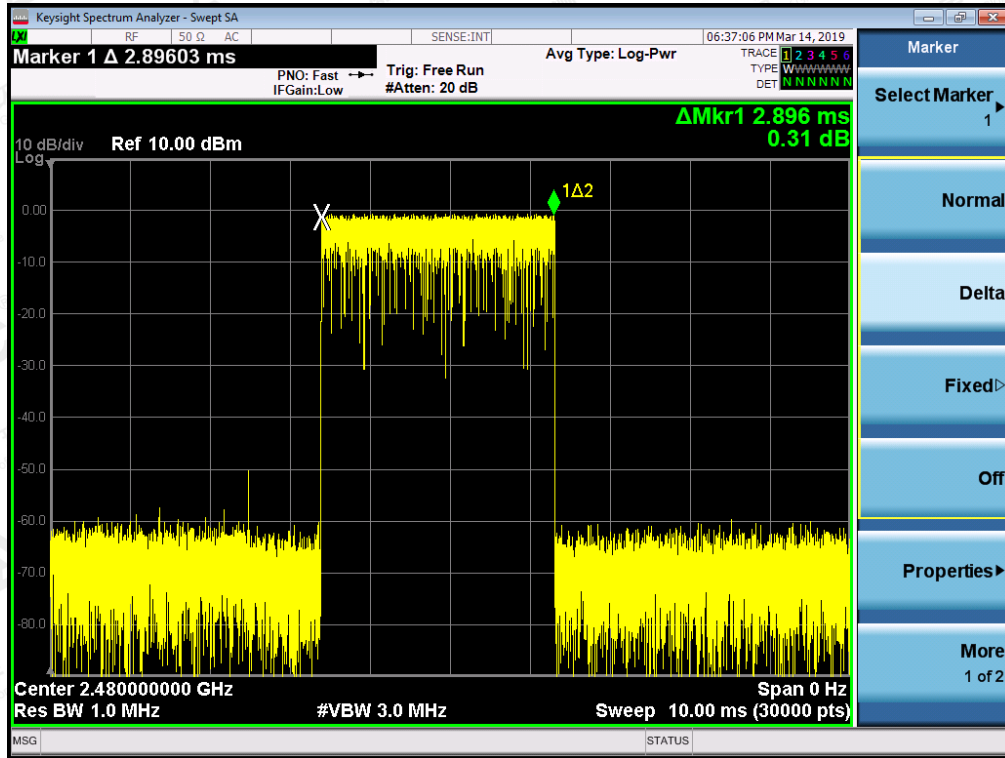 Keysight Spectrum Analyzer - Swept SA
LXI RF 50 Ω AC SENSE:INT 06:37:06 PM Mar 14, 2019
Marker 1 Δ 2.89603 ms
PNO: Fast
IFGain:Low
Trig: Free Run
#Atten: 20 dB
Avg Type: Log-Pwr
TRACE 1 2 3 4 5 6
TYPE WWWWWW
DET N N N N N N
ΔMkr1 2.896 ms
0.31 dB
10 dB/div Ref 10.00 dBm
Log
1Δ2
0.00
-10.0
-20.0
-30.0
-40.0
-50.0
-60.0
-70.0
-80.0
Center 2.480000000 GHz Span 0 Hz
Res BW 1.0 MHz #VBW 3.0 MHz Sweep 10.00 ms (30000 pts)
MSG STATUS
Marker
Select Marker
1
Normal
Delta
Fixed
Off
Properties
More
1 of 2